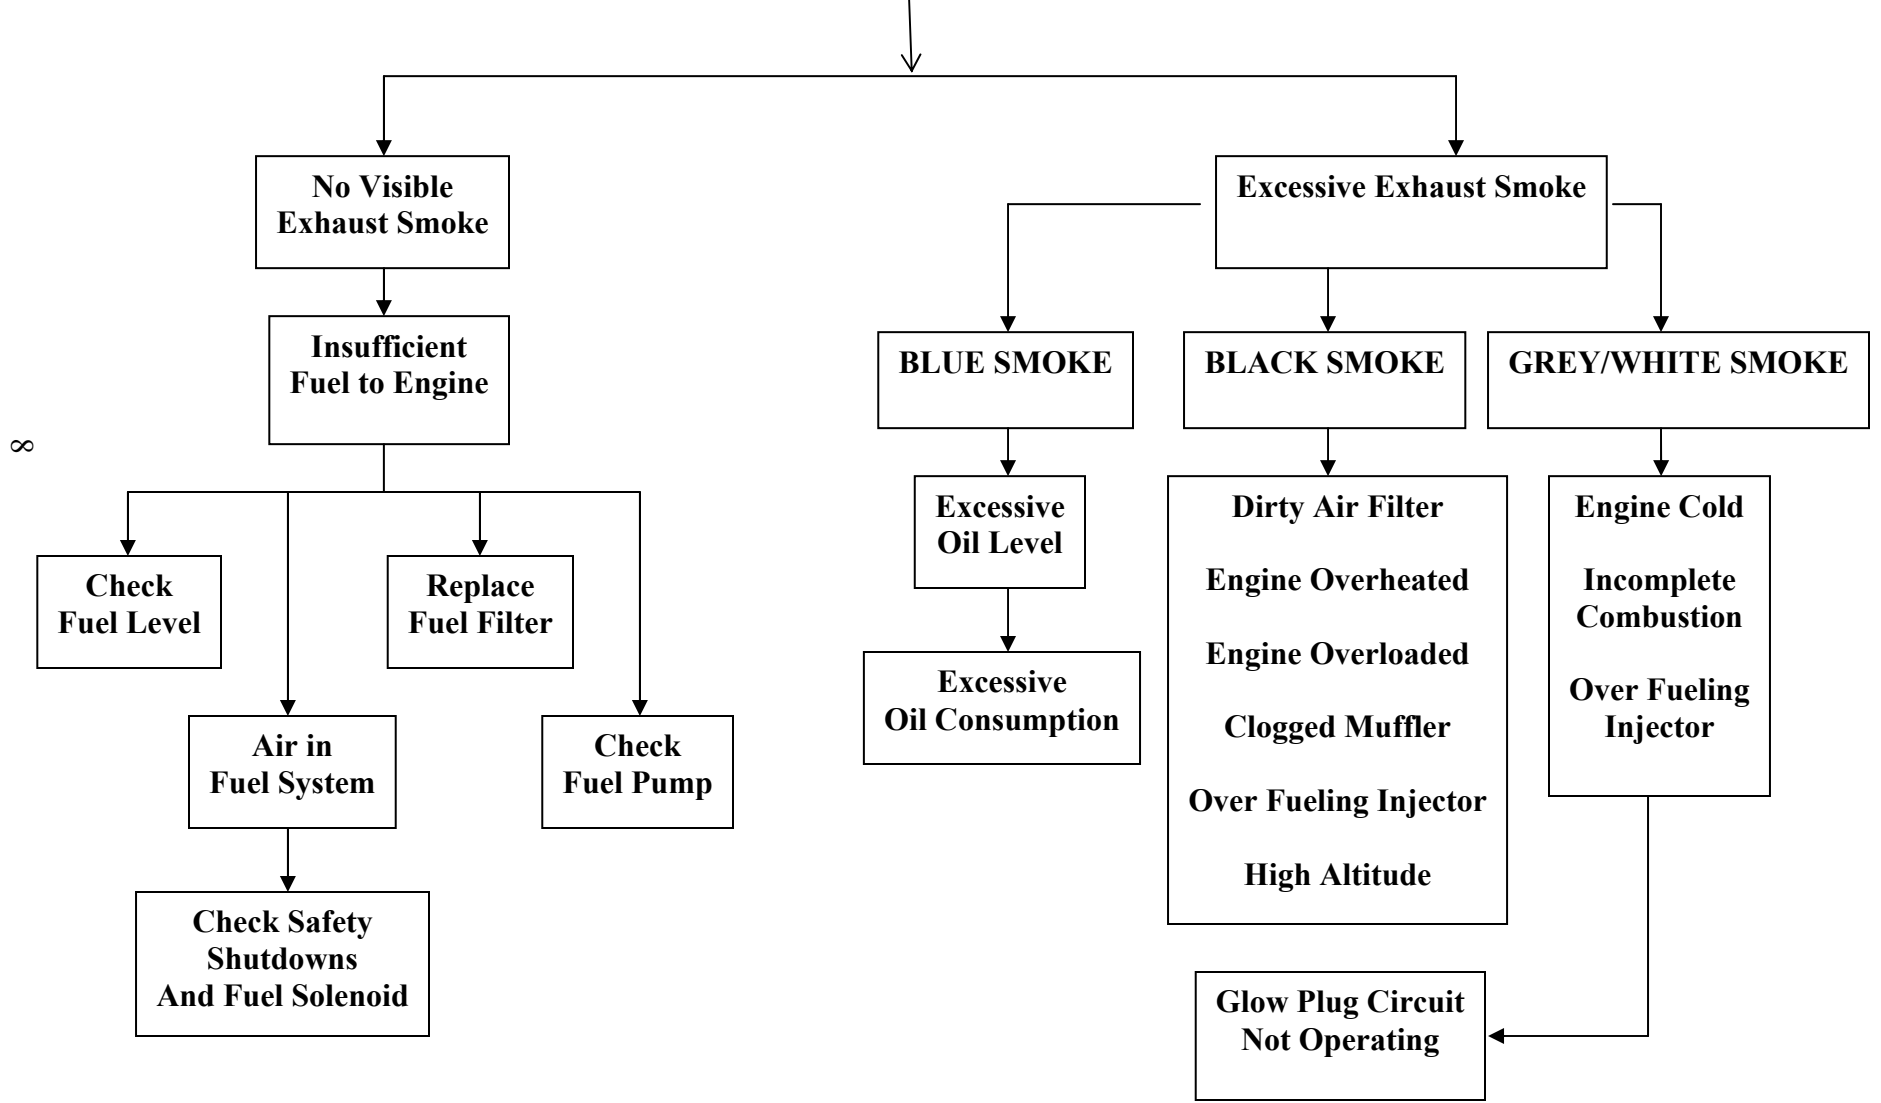 No Visible
Exhaust Smoke
Excessive Exhaust Smoke
Insufficient
Fuel to Engine
BLUE SMOKE
BLACK SMOKE
GREY/WHITE SMOKE
∞
Check
Fuel Level
Replace
Fuel Filter
Air in
Fuel System
Check
Fuel Pump
Check Safety
Shutdowns
And Fuel Solenoid
Excessive
Oil Level
Excessive
Oil Consumption
Dirty Air Filter
Engine Overheated
Engine Overloaded
Clogged Muffler
Over Fueling Injector
High Altitude
Engine Cold
Incomplete
Combustion
Over Fueling
Injector
Glow Plug Circuit
Not Operating